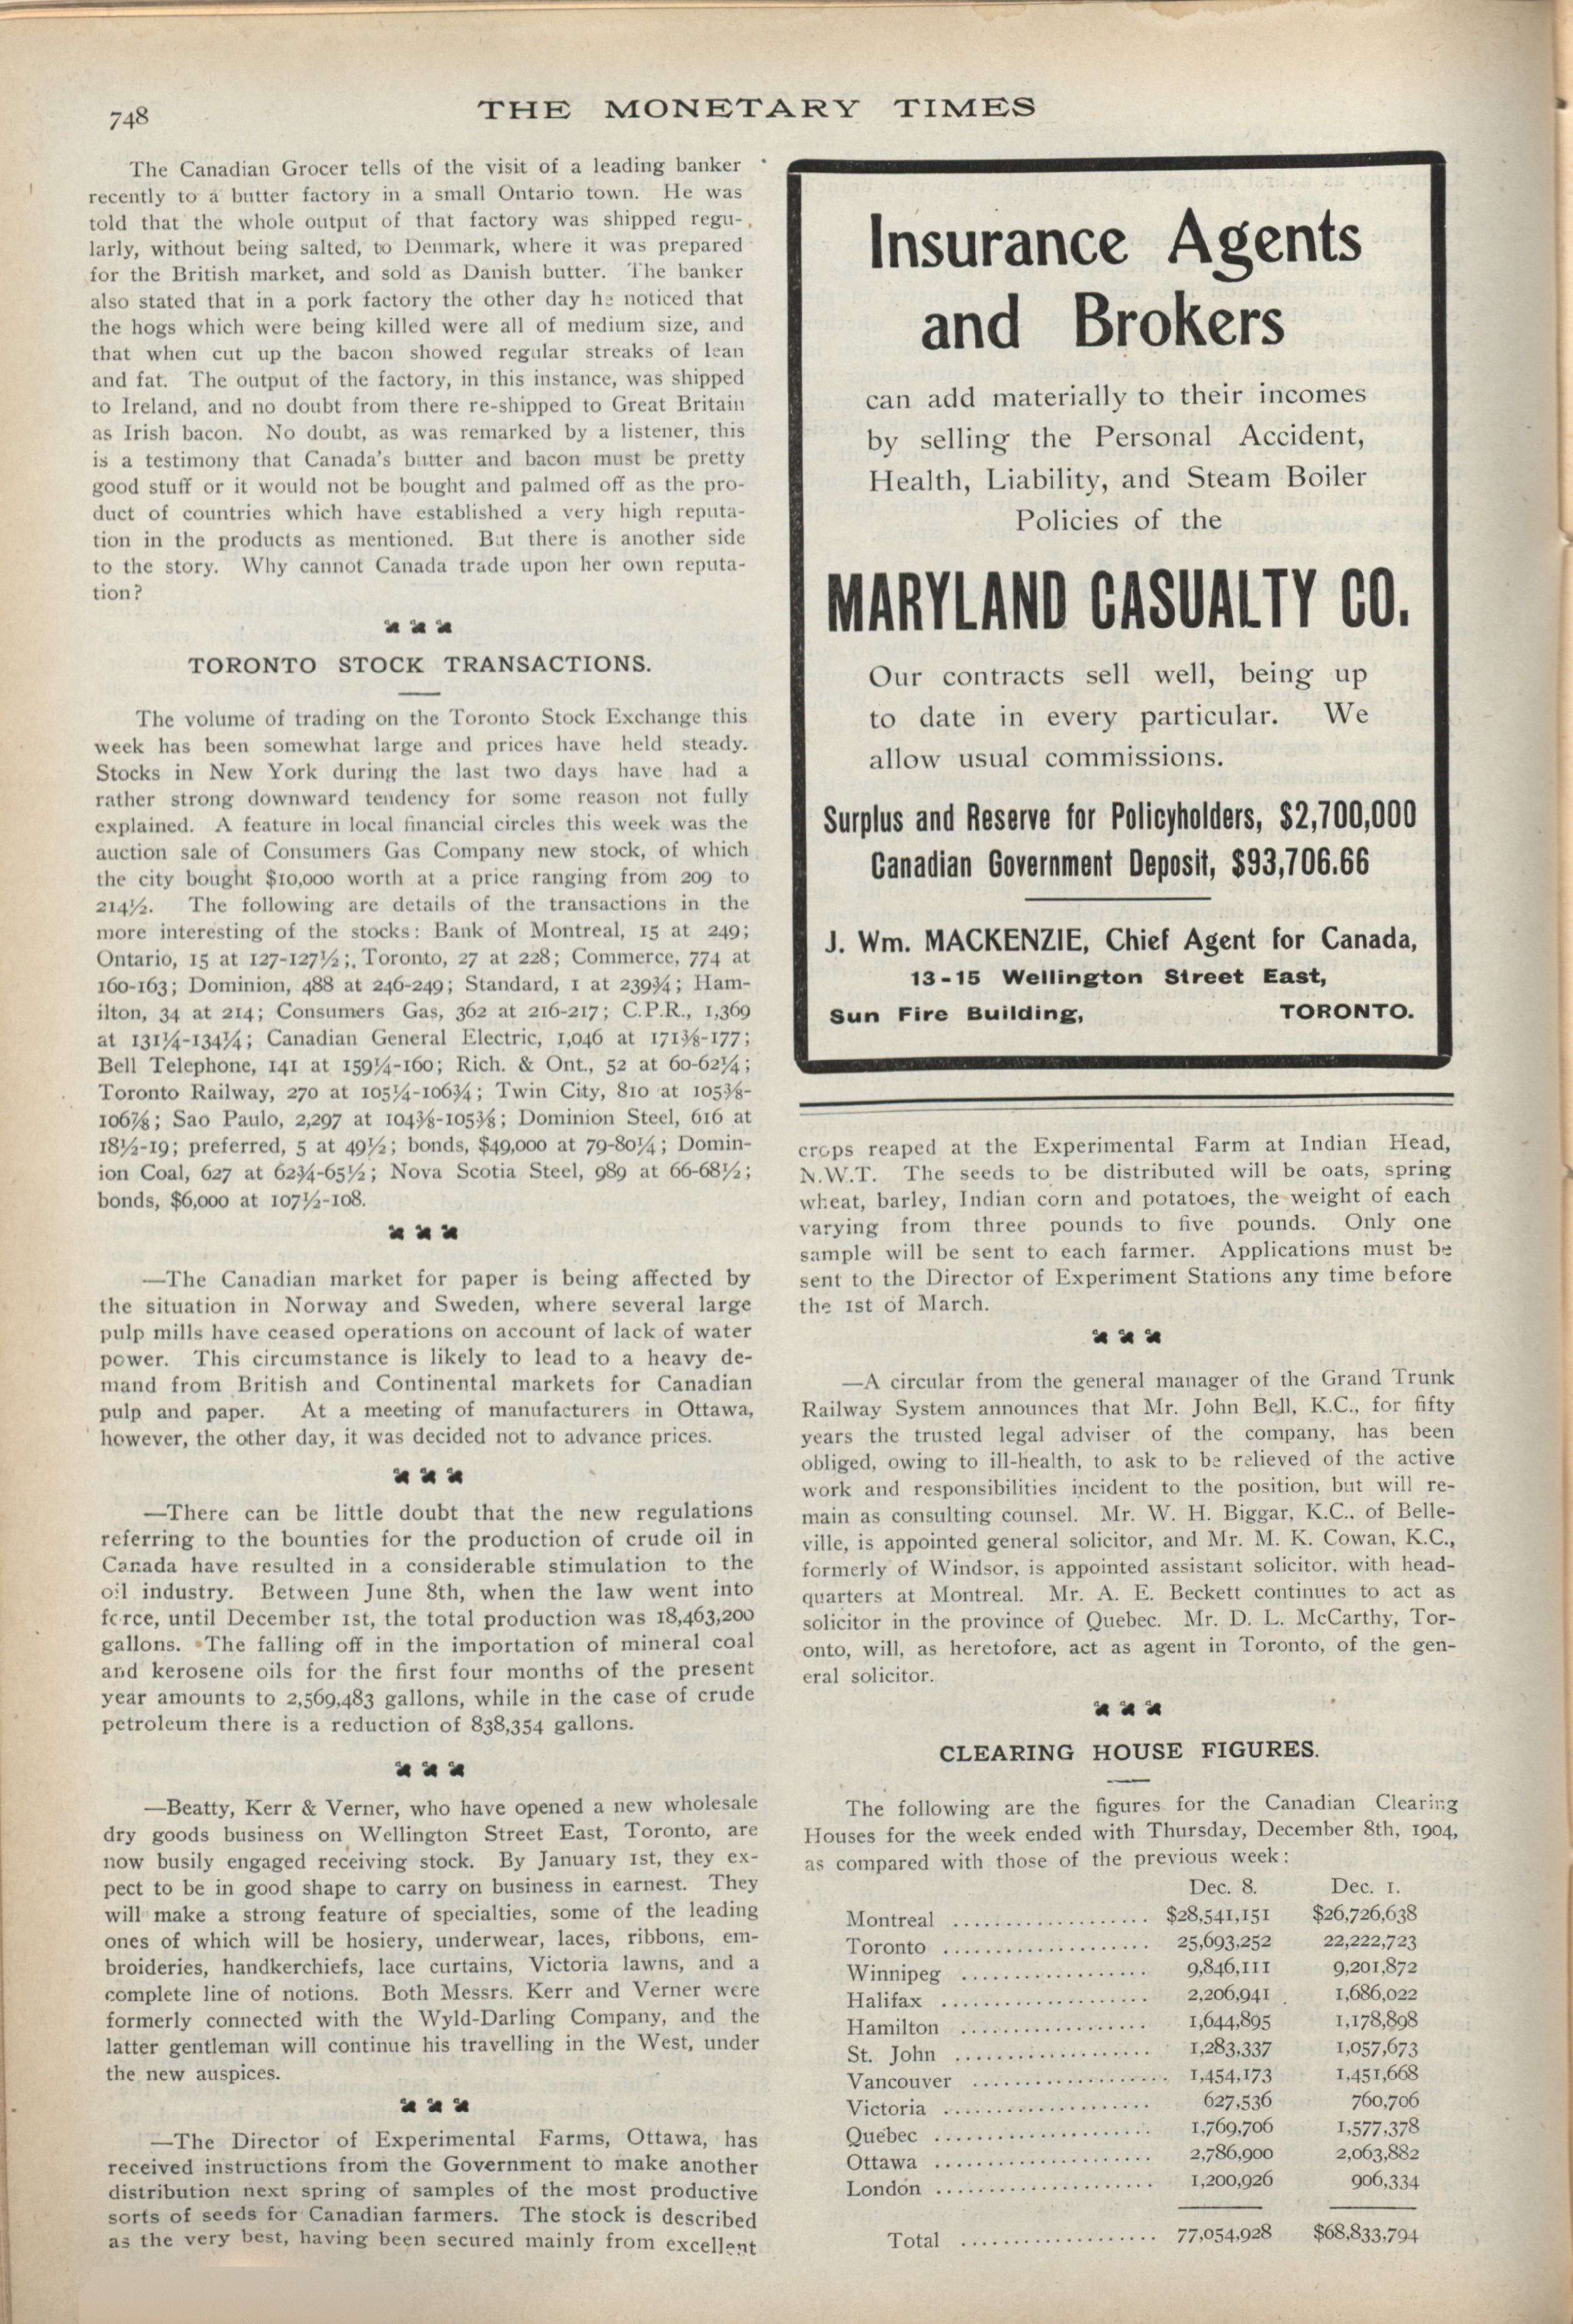 748
THE MONETARY TIMES
The Canadian Grocer tells of the visit of a leading banker
recently to a butter factory in a small Ontario town. He was
told that the whole output of that factory was shipped regu-
larly, without being salted, to Denmark, where it was prepared
for the British market, and sold as Danish butter. The banker
also stated that in a pork factory the other day he noticed that
the hogs which were being killed were all of medium size, and
that when cut up the bacon showed regular streaks of lean
and fat. The output of the factory, in this instance, was shipped
to Ireland, and no doubt from there re-shipped to Great Britain
as Irish bacon. No doubt, as was remarked by a listener, this
is a testimony that Canada's butter and bacon must be pretty
good stuff or it would not be bought and palmed off as the pro-
duct of countries which have established a very high reputa-
tion in the products as mentioned. But there is another side
to the story. Why cannot Canada trade upon her own reputa-
tion?
TORONTO STOCK TRANSACTIONS.
The volume of trading on the Toronto Stock Exchange this
week has been somewhat large and prices have held steady.
Stocks in New York during the last two days have had a
rather strong downward tendency for some reason not fully
explained. A feature in local financial circles this week was the
auction sale of Consumers Gas Company new stock, of which
the city bought $10,000 worth at a price ranging from 209 to
214½. The following are details of the transactions in the
more interesting of the stocks: Bank of Montreal, 15 at 249;
Ontario, 15 at 127-127½; Toronto, 27 at 228; Commerce, 774 at
160-163; Dominion, 488 at 246-249; Standard, 1 at 239¾; Ham-
ilton, 34 at 214; Consumers Gas, 362 at 216-217; C.P.R., 1,369
at 131¼-134¼; Canadian General Electric, 1,046 at 171⅜-177;
Bell Telephone, 141 at 159¼-160; Rich. & Ont., 52 at 60-62¼;
Toronto Railway, 270 at 105¼-106¾; Twin City, 810 at 105⅜-
106⅞; Sao Paulo, 2,297 at 104⅜-105⅜; Dominion Steel, 616 at
18½-19; preferred, 5 at 49½; bonds, $49,000 at 79-80¼; Domin-
ion Coal, 627 at 62¾-65½; Nova Scotia Steel, 989 at 66-68½;
bonds, $6,000 at 107½-108.
—The Canadian market for paper is being affected by
the situation in Norway and Sweden, where several large
pulp mills have ceased operations on account of lack of water
power. This circumstance is likely to lead to a heavy de-
mand from British and Continental markets for Canadian
pulp and paper. At a meeting of manufacturers in Ottawa,
however, the other day, it was decided not to advance prices.
—There can be little doubt that the new regulations
referring to the bounties for the production of crude oil in
Canada have resulted in a considerable stimulation to the
oil industry. Between June 8th, when the law went into
force, until December 1st, the total production was 18,463,200
gallons. The falling off in the importation of mineral coal
and kerosene oils for the first four months of the present
year amounts to 2,569,483 gallons, while in the case of crude
petroleum there is a reduction of 838,354 gallons.
—Beatty, Kerr & Verner, who have opened a new wholesale
dry goods business on Wellington Street East, Toronto, are
now busily engaged receiving stock. By January 1st, they ex-
pect to be in good shape to carry on business in earnest. They
will make a strong feature of specialties, some of the leading
ones of which will be hosiery, underwear, laces, ribbons, em-
broideries, handkerchiefs, lace curtains, Victoria lawns, and a
complete line of notions. Both Messrs. Kerr and Verner were
formerly connected with the Wyld-Darling Company, and the
latter gentleman will continue his travelling in the West, under
the new auspices.
—The Director of Experimental Farms, Ottawa, has
received instructions from the Government to make another
distribution next spring of samples of the most productive
sorts of seeds for Canadian farmers. The stock is described
as the very best, having been secured mainly from excellent
Insurance Agents
and Brokers
can add materially to their incomes
by selling the Personal Accident,
Health, Liability, and Steam Boiler
Policies of the
MARYLAND CASUALTY CO.
Our contracts sell well, being up
to date in every particular. We
allow usual commissions.
Surplus and Reserve for Policyholders, $2,700,000
Canadian Government Deposit, $93,706.66
J. Wm. MACKENZIE, Chief Agent for Canada,
13-15 Wellington Street East,
Sun Fire Building, TORONTO.
crops reaped at the Experimental Farm at Indian Head,
N.W.T. The seeds to be distributed will be oats, spring
wheat, barley, Indian corn and potatoes, the weight of each
varying from three pounds to five pounds. Only one
sample will be sent to each farmer. Applications must be
sent to the Director of Experiment Stations any time before
the 1st of March.
—A circular from the general manager of the Grand Trunk
Railway System announces that Mr. John Bell, K.C., for fifty
years the trusted legal adviser of the company, has been
obliged, owing to ill-health, to ask to be relieved of the active
work and responsibilities incident to the position, but will re-
main as consulting counsel. Mr. W. H. Biggar, K.C., of Belle-
ville, is appointed general solicitor, and Mr. M. K. Cowan, K.C.,
formerly of Windsor, is appointed assistant solicitor, with head-
quarters at Montreal. Mr. A. E. Beckett continues to act as
solicitor in the province of Quebec. Mr. D. L. McCarthy, Tor-
onto, will, as heretofore, act as agent in Toronto, of the gen-
eral solicitor.
CLEARING HOUSE FIGURES.
The following are the figures for the Canadian Clearing
Houses for the week ended with Thursday, December 8th, 1904,
as compared with those of the previous week:
Dec. 8. Dec. 1.
Montreal .................... $28,541,151 $26,726,638
Toronto .................... 25,693,252 22,222,723
Winnipeg .................. 9,846,111 9,201,872
Halifax .................... 2,206,941 1,686,022
Hamilton .................. 1,644,895 1,178,898
St. John ................... 1,283,337 1,057,673
Vancouver ................... 1,454,173 1,451,668
Victoria .................... 627,536 760,706
Quebec ..................... 1,769,706 1,577,378
Ottawa ..................... 2,786,900 2,063,882
London ..................... 1,200,926 906,334
Total ................... 77,054,928 $68,833,794